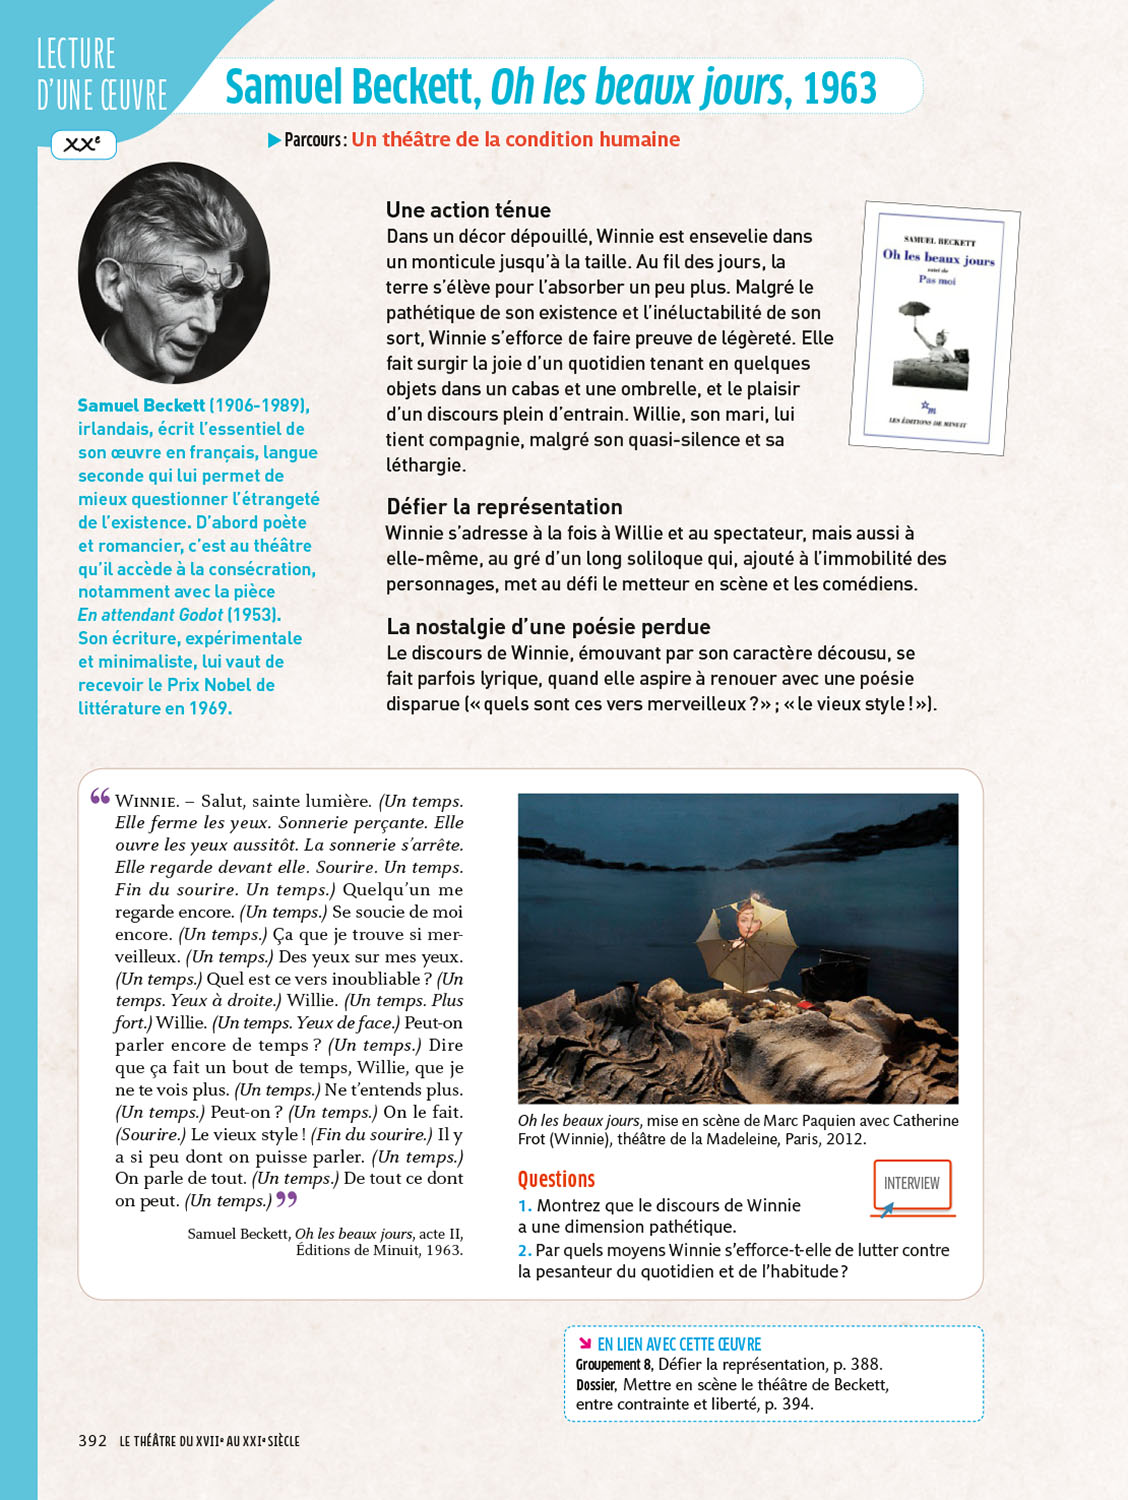 LECTURE
D'UNE ŒUVRE
XXe
Samuel Beckett, Oh les beaux jours, 1963
Parcours : Un théâtre de la condition humaine
Samuel Beckett (1906-1989),
irlandais, écrit l'essentiel de
son œuvre en français, langue
seconde qui lui permet de
mieux questionner l'étrangeté
de l'existence. D'abord poète
et romancier, c'est au théâtre
qu'il accède à la consécration,
notamment avec la pièce
En attendant Godot (1953).
Son écriture, expérimentale
et minimaliste, lui vaut de
recevoir le Prix Nobel de
littérature en 1969.
Une action ténue
Dans un décor dépouillé, Winnie est ensevelie dans
un monticule jusqu'à la taille. Au fil des jours, la
terre s'élève pour l'absorber un peu plus. Malgré le
pathétique de son existence et l'inéluctabilité de son
sort, Winnie s'efforce de faire preuve de légèreté. Elle
fait surgir la joie d'un quotidien tenant en quelques
objets dans un cabas et une ombrelle, et le plaisir
d'un discours plein d'entrain. Willie, son mari, lui
tient compagnie, malgré son quasi-silence et sa
léthargie.
SAMUEL BECKETT
Oh les beaux jours
suivi de
Pas moi
m
LES ÉDITIONS DE MINUIT
Défier la représentation
Winnie s'adresse à la fois à Willie et au spectateur, mais aussi à
elle-même, au gré d'un long soliloque qui, ajouté à l'immobilité des
personnages, met au défi le metteur en scène et les comédiens.
La nostalgie d'une poésie perdue
Le discours de Winnie, émouvant par son caractère décousu, se
fait parfois lyrique, quand elle aspire à renouer avec une poésie
disparue (« quels sont ces vers merveilleux ? » ; « le vieux style ! »).
“ WINNIE. – Salut, sainte lumière. (Un temps.
Elle ferme les yeux. Sonnerie perçante. Elle
ouvre les yeux aussitôt. La sonnerie s'arrête.
Elle regarde devant elle. Sourire. Un temps.
Fin du sourire. Un temps.) Quelqu'un me
regarde encore. (Un temps.) Se soucie de moi
encore. (Un temps.) Ça que je trouve si mer-
veilleux. (Un temps.) Des yeux sur mes yeux.
(Un temps.) Quel est ce vers inoubliable ? (Un
temps. Yeux à droite.) Willie. (Un temps. Plus
fort.) Willie. (Un temps. Yeux de face.) Peut-on
parler encore de temps ? (Un temps.) Dire
que ça fait un bout de temps, Willie, que je
ne te vois plus. (Un temps.) Ne t'entends plus.
(Un temps.) Peut-on ? (Un temps.) On le fait.
(Sourire.) Le vieux style ! (Fin du sourire.) Il y
a si peu dont on puisse parler. (Un temps.)
On parle de tout. (Un temps.) De tout ce dont
on peut. (Un temps.) ”
Samuel Beckett, Oh les beaux jours, acte II,
Éditions de Minuit, 1963.
Oh les beaux jours, mise en scène de Marc Paquien avec Catherine
Frot (Winnie), théâtre de la Madeleine, Paris, 2012.
Questions
INTERVIEW
1. Montrez que le discours de Winnie
a une dimension pathétique.
2. Par quels moyens Winnie s'efforce-t-elle de lutter contre
la pesanteur du quotidien et de l'habitude ?
EN LIEN AVEC CETTE ŒUVRE
Groupement 8, Défier la représentation, p. 388.
Dossier, Mettre en scène le théâtre de Beckett,
entre contrainte et liberté, p. 394.
392 LE THÉÂTRE DU XVIIe AU XXIe SIÈCLE